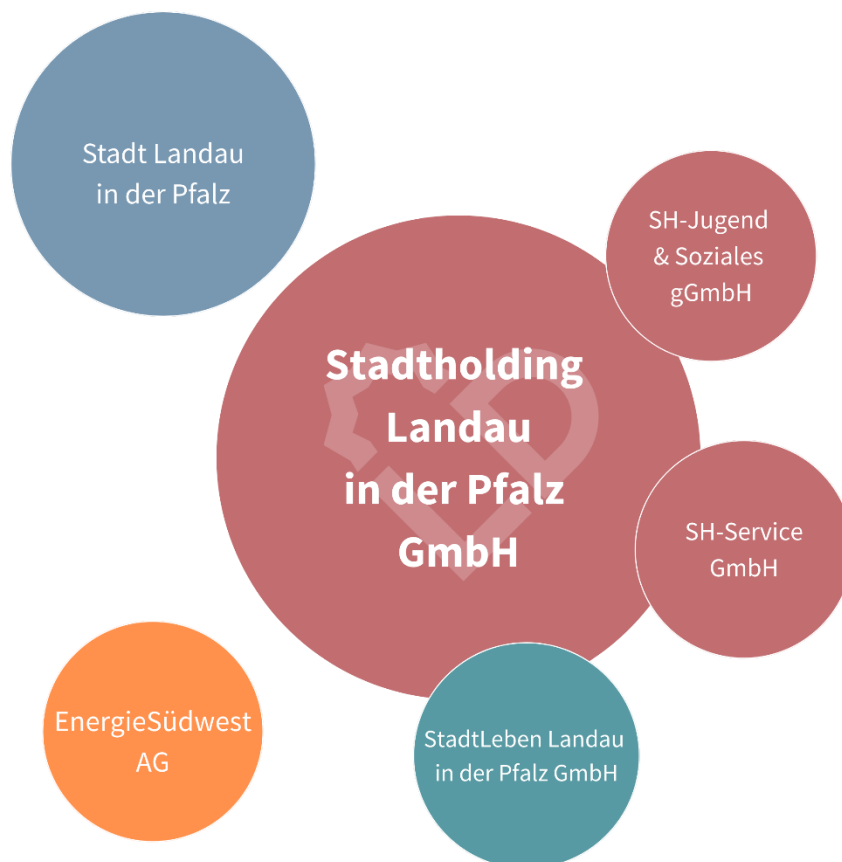 Stadt Landau
in der Pfalz
SH-Jugend
& Soziales
gGmbH
Stadtholding
Landau
in der Pfalz
GmbH
SH-Service
GmbH
EnergieSüdwest
AG
StadtLeben Landau
in der Pfalz GmbH